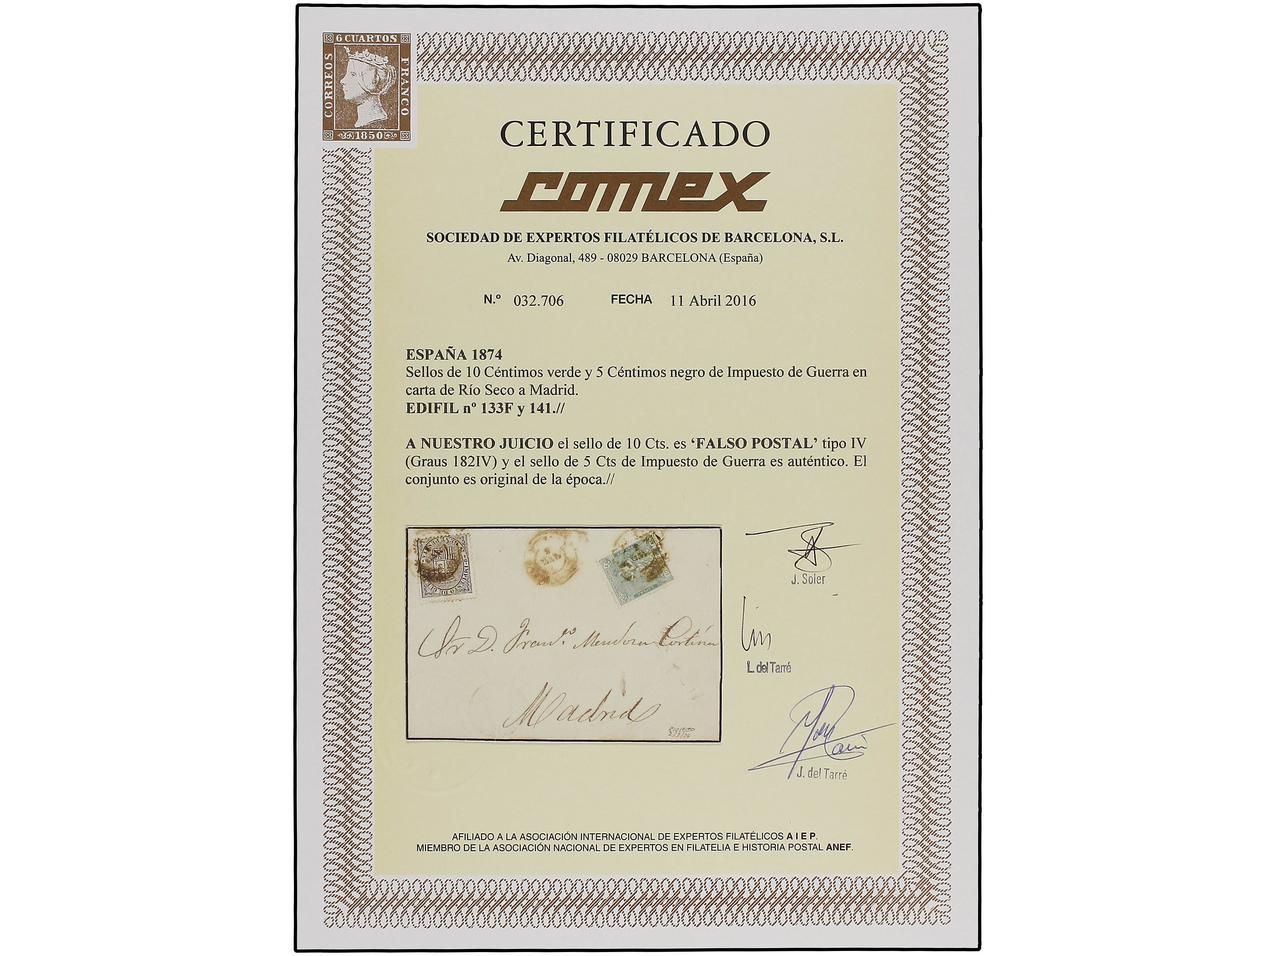 6 CUARTOS
CORREOS
FRANCO
1850
CERTIFICADO
comex
SOCIEDAD DE EXPERTOS FILATÉLICOS DE BARCELONA, S.L.
Av. Diagonal, 489 - 08029 BARCELONA (España)
N.º 032.706 FECHA 11 Abril 2016
ESPAÑA 1874
Sellos de 10 Céntimos verde y 5 Céntimos negro de Impuesto de Guerra en
carta de Río Seco a Madrid.
EDIFIL nº 133F y 141.//
A NUESTRO JUICIO el sello de 10 Cts. es ‘FALSO POSTAL’ tipo IV
(Graus 182IV) y el sello de 5 Cts de Impuesto de Guerra es auténtico. El
conjunto es original de la época.//
Sr D. Franco. Mendoza Cortina
Madrid
J. Soler
L. del Tarré
J. del Tarré
AFILIADO A LA ASOCIACIÓN INTERNACIONAL DE EXPERTOS FILATÉLICOS A I E P.
MIEMBRO DE LA ASOCIACIÓN NACIONAL DE EXPERTOS EN FILATELIA E HISTORIA POSTAL ANEF.